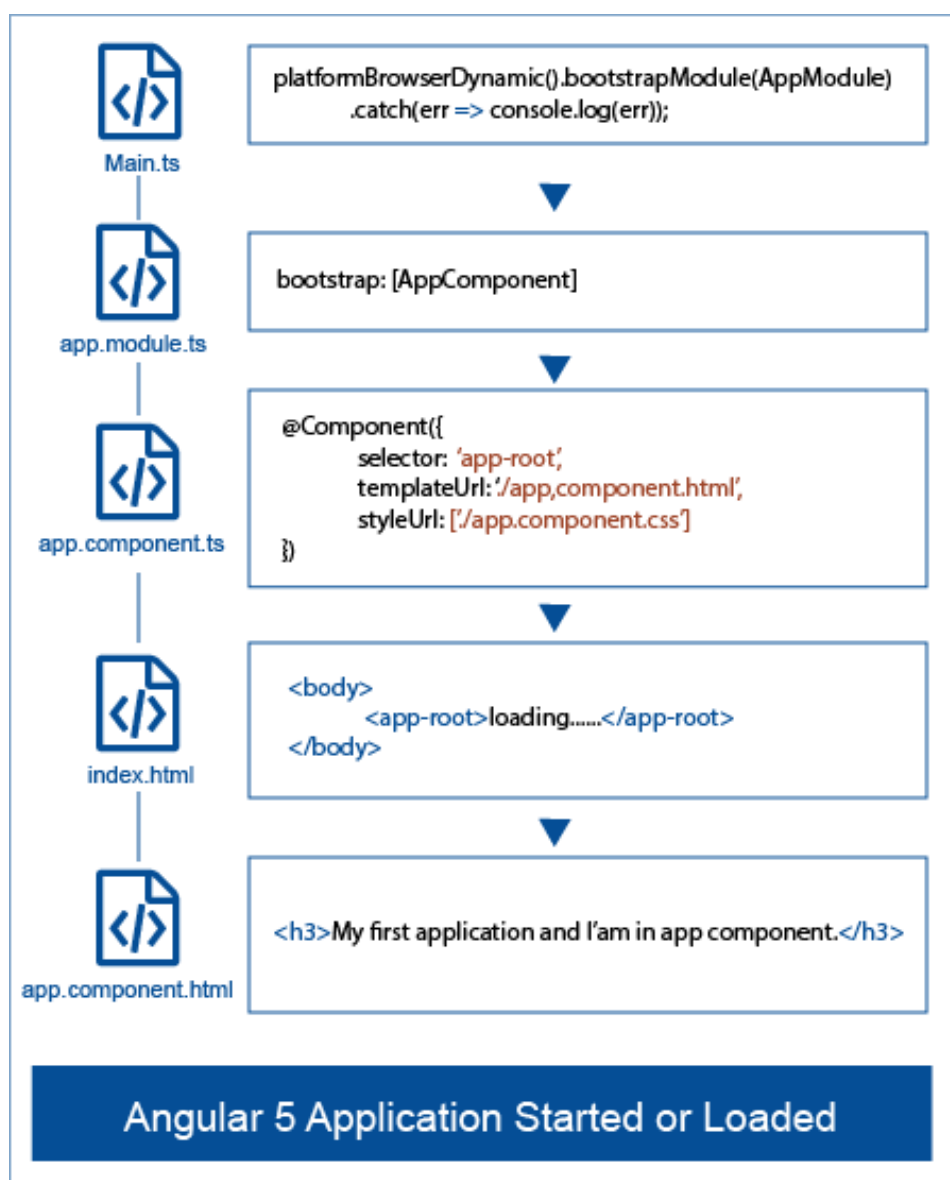 platformBrowserDynamic().bootstrapModule(AppModule)
.catch(err => console.log(err));
Main.ts
bootstrap: [AppComponent]
app.module.ts
@Component({
selector: ‘app-root’,
templateUrl: ‘./app,component.html’,
styleUrl: [’./app.component.css’]
})
app.component.ts
<body>
<app-root>loading......</app-root>
</body>
index.html
<h3>My first application and I’am in app component.</h3>
app.component.html
Angular 5 Application Started or Loaded